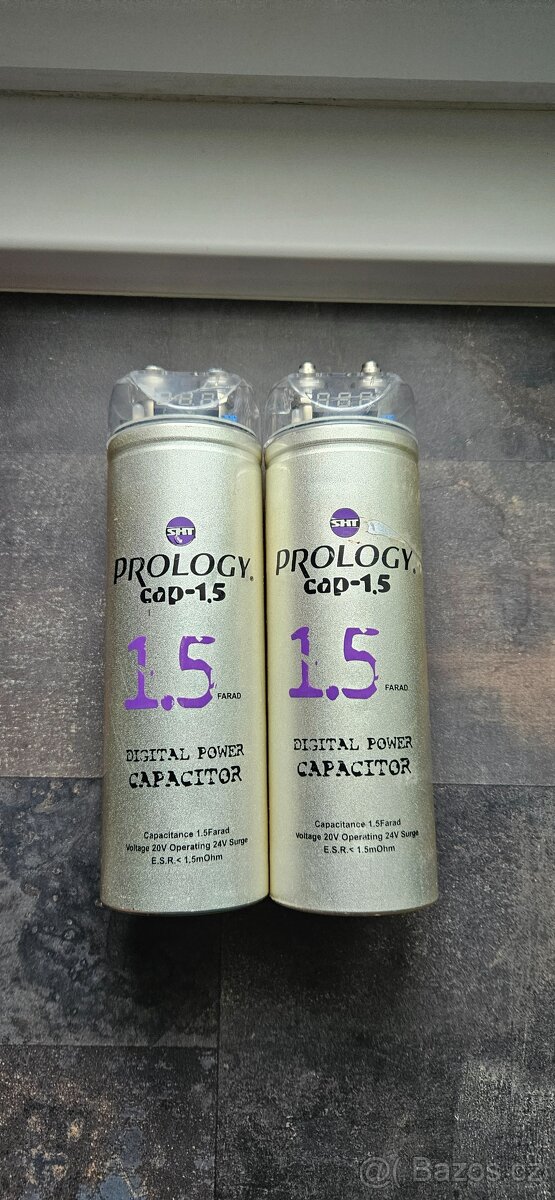 SHT
PROLOGY®
cap-1.5
1.5 FARAD
DIGITAL POWER
CAPACITOR
Capacitance 1.5Farad
Voltage 20V Operating 24V Surge
E.S.R.< 1.5mOhm
SHT
PROLOGY®
cap-1.5
1.5 FARAD
DIGITAL POWER
CAPACITOR
Capacitance 1.5Farad
Voltage 20V Operating 24V Surge
E.S.R.< 1.5mOhm
@ Bazos.cz